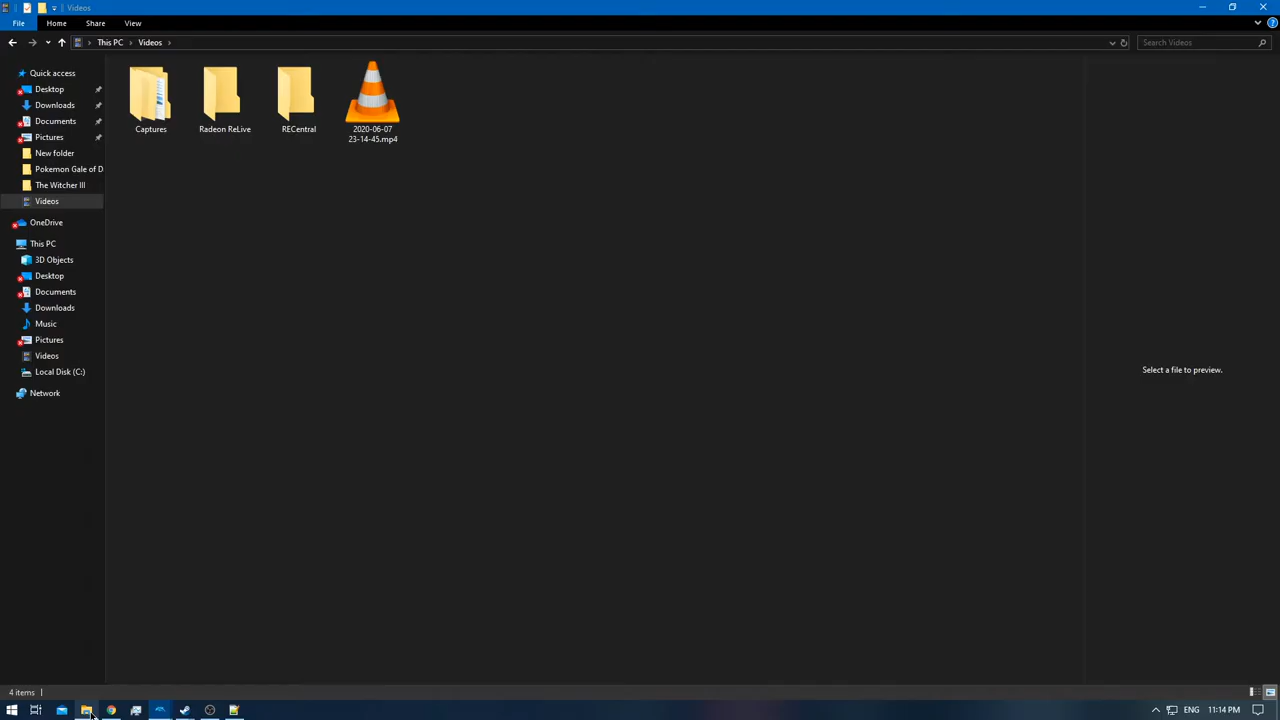 Videos
File Home Share View
This PC Videos
Search Videos
Quick access
Desktop
Downloads
Documents
Pictures
New folder
Pokemon Gale of D
The Witcher III
Videos
OneDrive
This PC
3D Objects
Desktop
Documents
Downloads
Music
Pictures
Videos
Local Disk (C:)
Network
Captures
Radeon ReLive
RECentral
2020-06-07
23-14-45.mp4
Select a file to preview.
4 items
ENG 11:14 PM